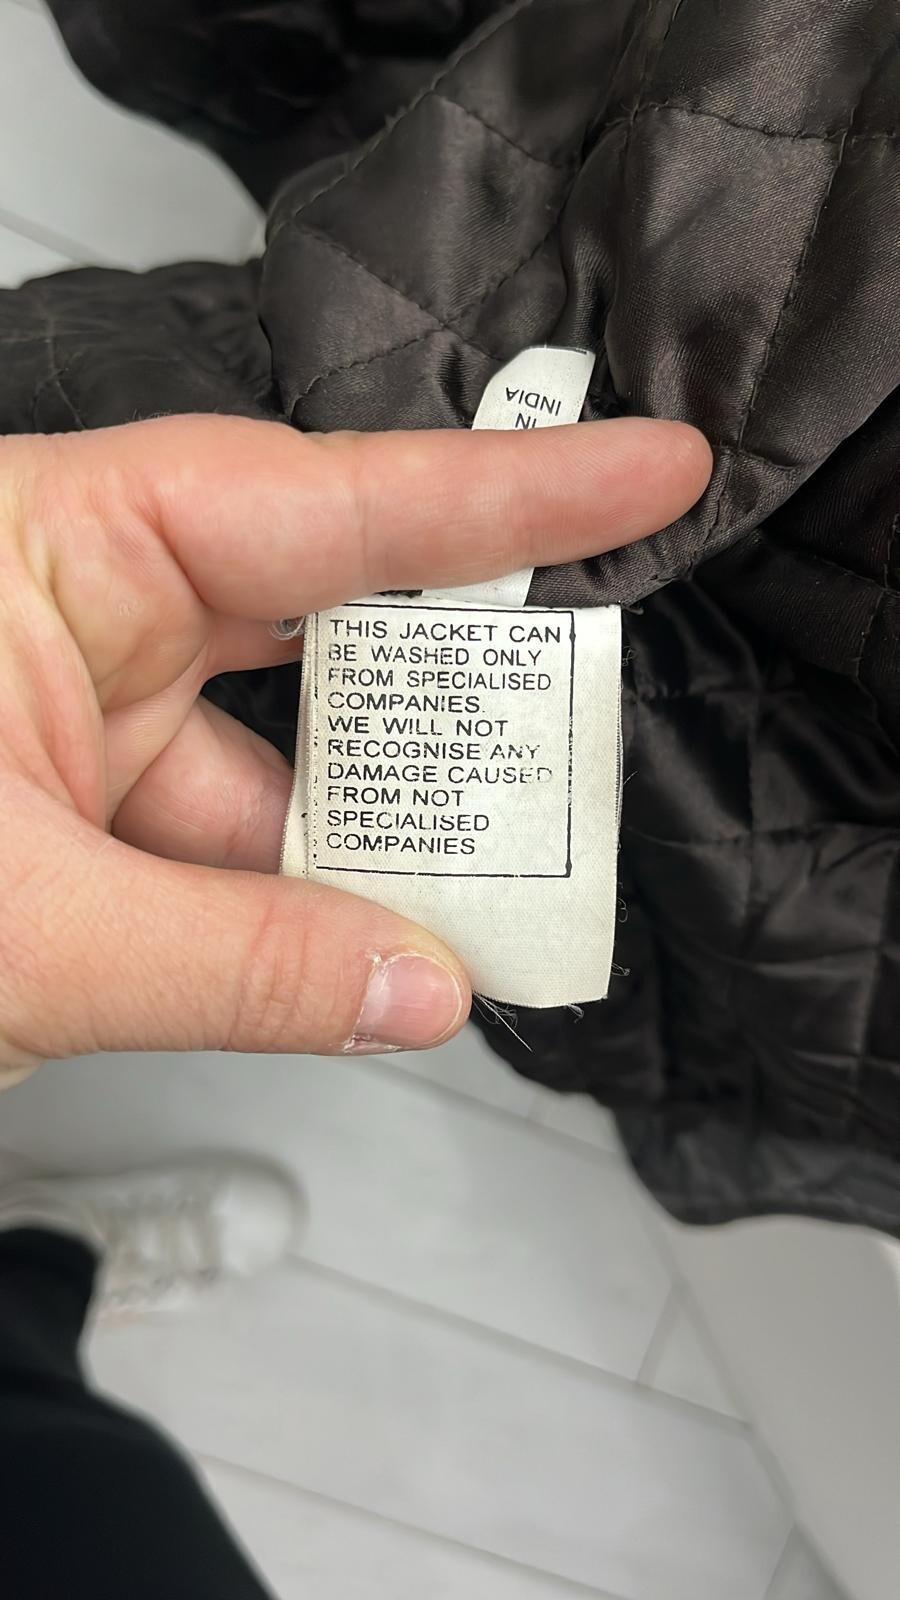 INDIA
IN
THIS JACKET CAN
BE WASHED ONLY
FROM SPECIALISED
COMPANIES.
WE WILL NOT
RECOGNISE ANY
DAMAGE CAUSED
FROM NOT
SPECIALISED
COMPANIES